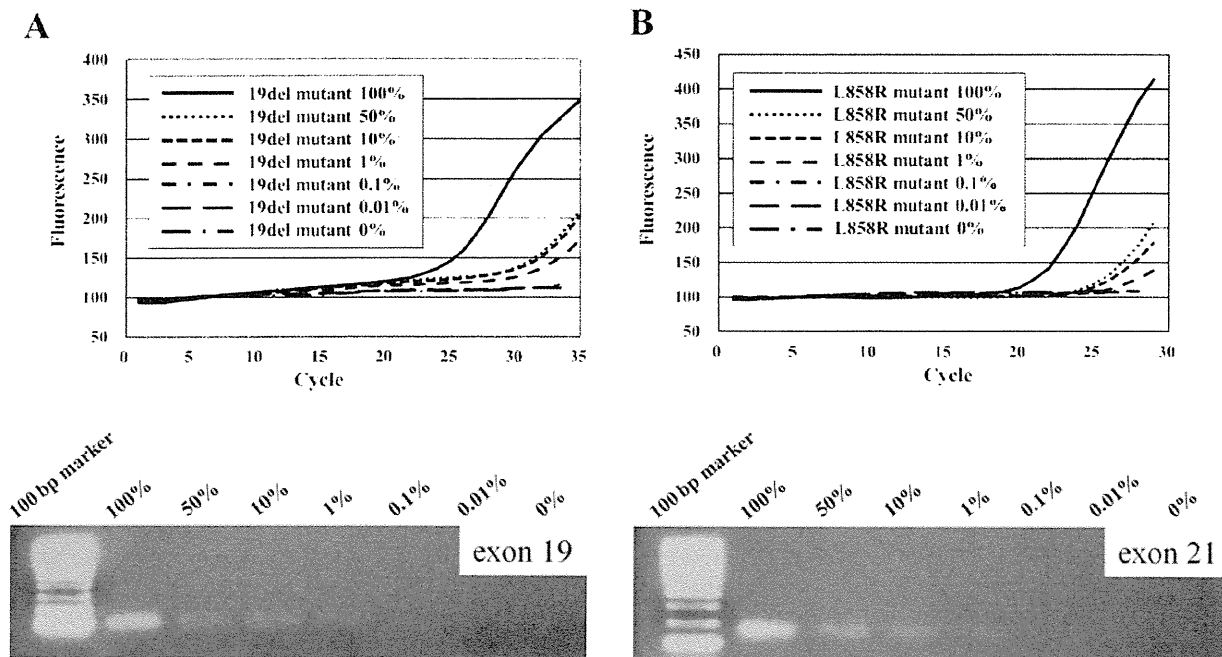 A
400
350
300
250
200
150
100
50
Fluorescence
0
5
10
15
20
25
30
35
Cycle
19del mutant 100%
19del mutant 50%
19del mutant 10%
19del mutant 1%
19del mutant 0.1%
19del mutant 0.01%
19del mutant 0%
B
450
400
350
300
250
200
150
100
50
Fluorescence
0
5
10
15
20
25
30
Cycle
L858R mutant 100%
L858R mutant 50%
L858R mutant 10%
L858R mutant 1%
L858R mutant 0.1%
L858R mutant 0.01%
L858R mutant 0%
100 bp marker
100%
50%
10%
1%
0.1%
0.01%
0%
exon 19
100 bp marker
100%
50%
10%
1%
0.1%
0.01%
0%
exon 21